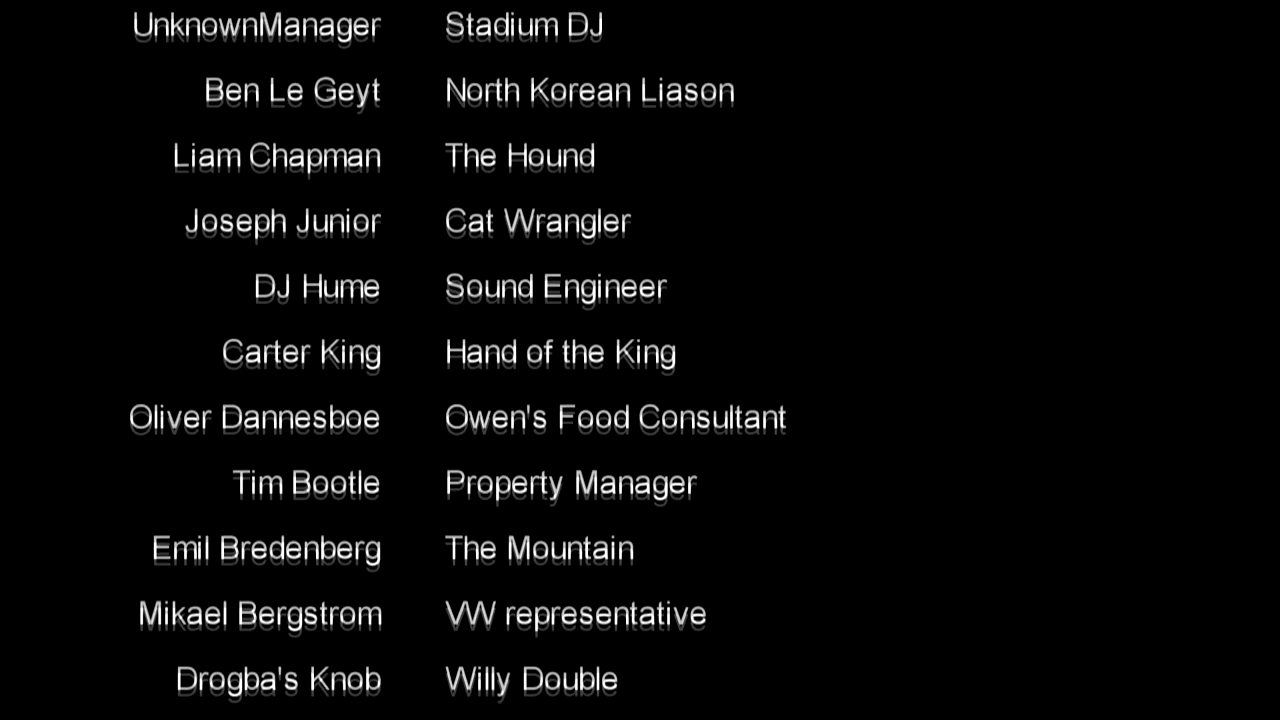 UnknownManager Stadium DJ
Ben Le Geyt North Korean Liason
Liam Chapman The Hound
Joseph Junior Cat Wrangler
DJ Hume Sound Engineer
Carter King Hand of the King
Oliver Dannesboe Owen's Food Consultant
Tim Bootle Property Manager
Emil Bredenberg The Mountain
Mikael Bergstrom VW representative
Drogba's Knob Willy Double